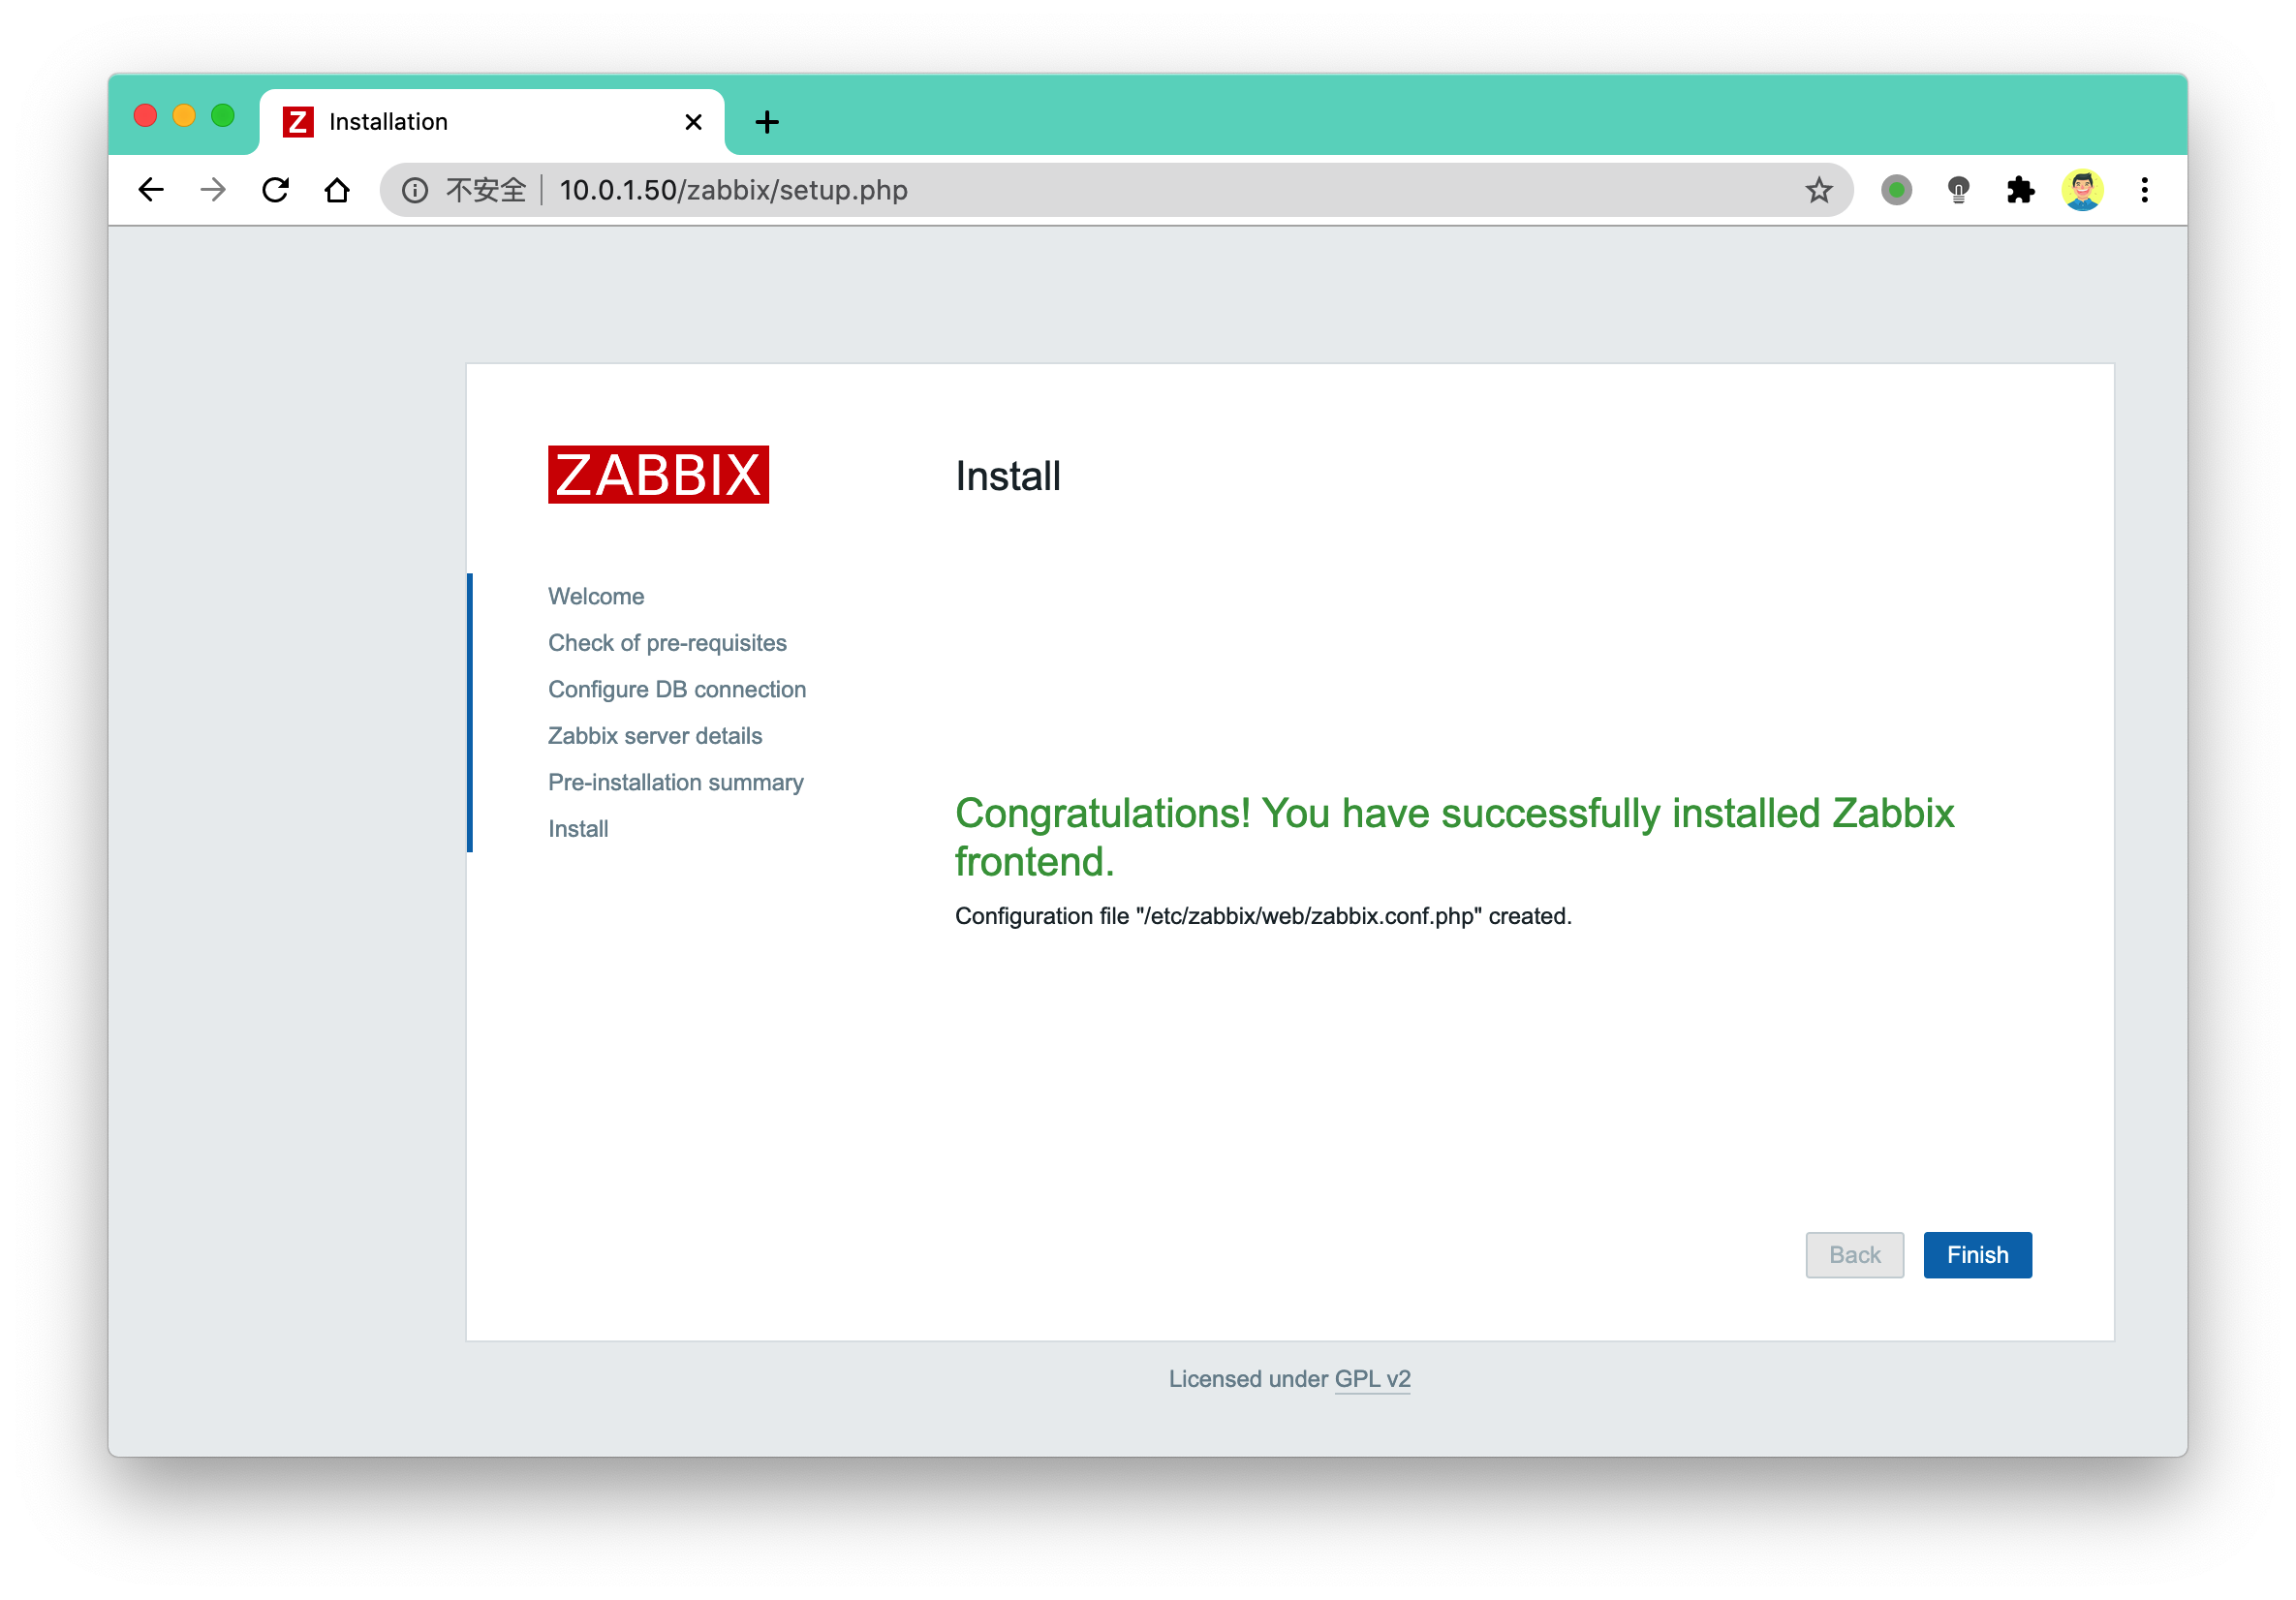 Z Installation
不安全 10.0.1.50/zabbix/setup.php
ZABBIX
Install
Welcome
Check of pre-requisites
Configure DB connection
Zabbix server details
Pre-installation summary
Install
Congratulations! You have successfully installed Zabbix
frontend.
Configuration file "/etc/zabbix/web/zabbix.conf.php" created.
Back
Finish
Licensed under GPL v2